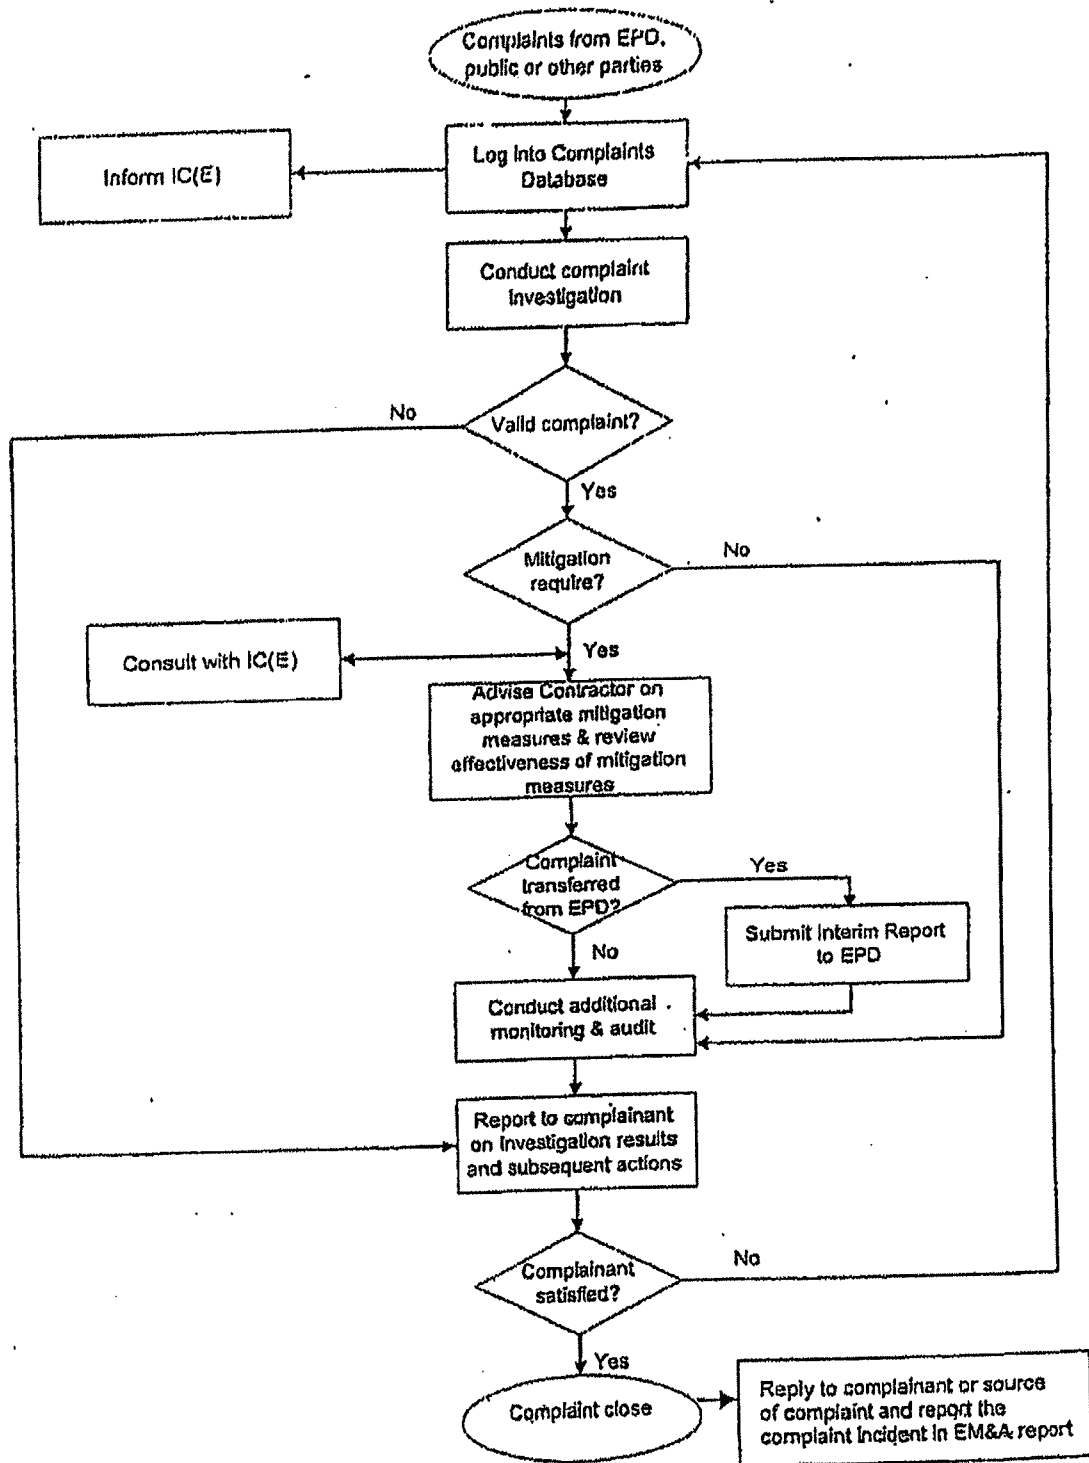 Complaints from EPD,
public or other parties
Inform IC(E)
Log into Complaints
Database
Conduct complaint
Investigation
No
Valid complaint?
Yes
No
Mitigation
require?
Consult with IC(E)
Yes
Advise Contractor on
appropriate mitigation
measures & review
effectiveness of mitigation
measures
Complaint
transferred
from EPD?
Yes
Submit Interim Report
to EPD
No
Conduct additional
monitoring & audit
Report to complainant
on investigation results
and subsequent actions
Complainant
satisfied?
No
Yes
Complaint close
Reply to complainant or source
of complaint and report the
complaint incident in EM&A report